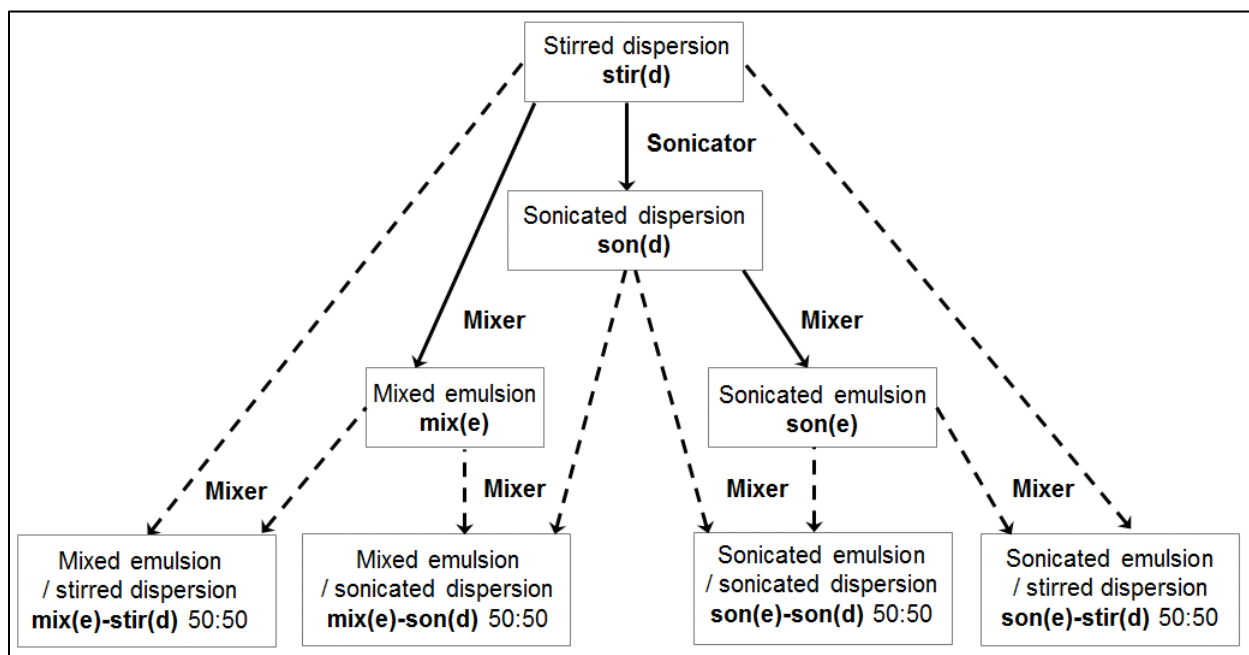 Stirred dispersion
stir(d)
Sonicator
Sonicated dispersion
son(d)
Mixer
Mixer
Mixed emulsion
mix(e)
Sonicated emulsion
son(e)
Mixer
Mixer
Mixer
Mixer
Mixed emulsion
/ stirred dispersion
mix(e)-stir(d) 50:50
Mixed emulsion
/ sonicated dispersion
mix(e)-son(d) 50:50
Sonicated emulsion
/ sonicated dispersion
son(e)-son(d) 50:50
Sonicated emulsion
/ stirred dispersion
son(e)-stir(d) 50:50